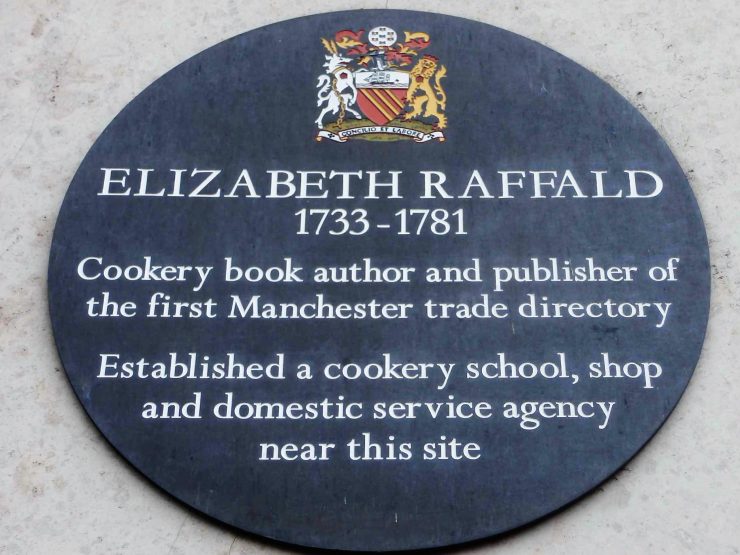 CONCILIO ET LABORE
ELIZABETH RAFFALD
1733-1781
Cookery book author and publisher of
the first Manchester trade directory
Established a cookery school, shop
and domestic service agency
near this site